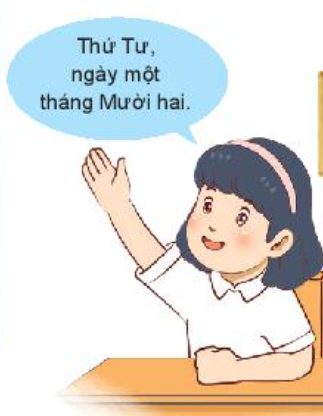 Thứ Tư,
ngày một
tháng Mười hai.